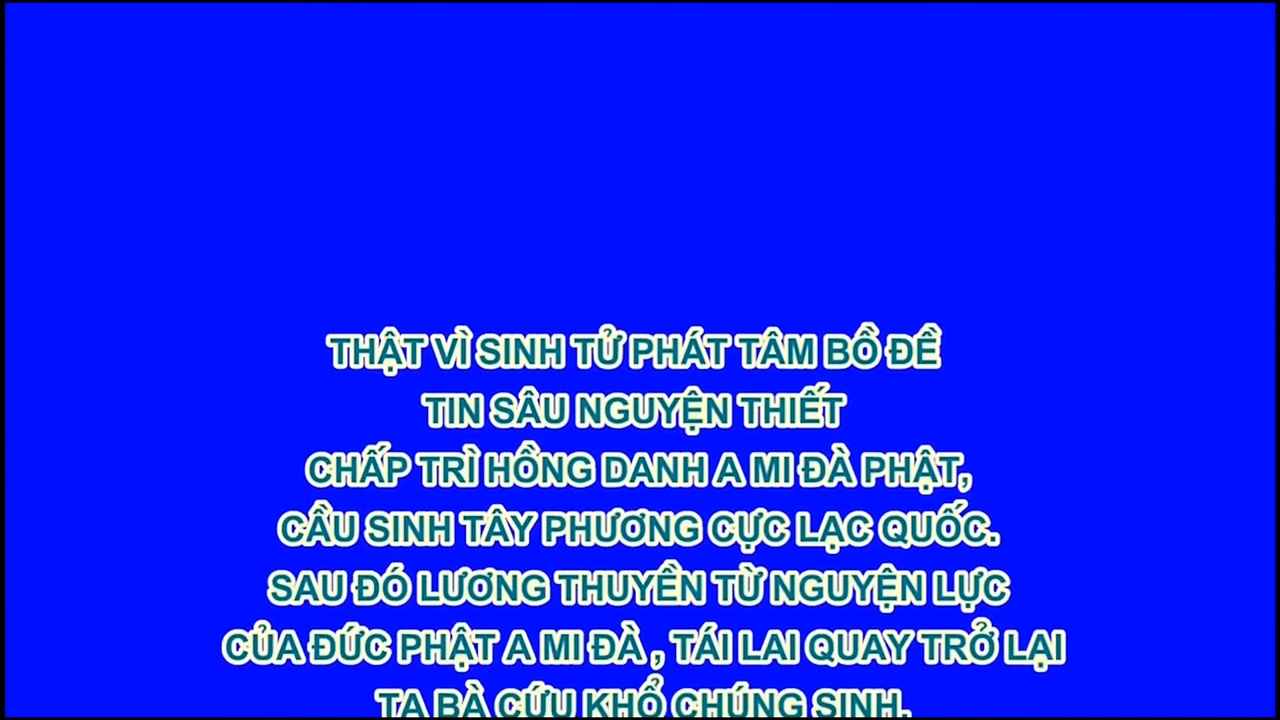 THẬT VÌ SINH TỬ PHÁT TÂM BỒ ĐỀ
TIN SÂU NGUYỆN THIẾT
CHẤP TRÌ HỒNG DANH A MI ĐÀ PHẬT,
CẦU SINH TÂY PHƯƠNG CỰC LẠC QUỐC.
SAU ĐÓ LƯƠNG THUYỀN TỪ NGUYỆN LỰC
CỦA ĐỨC PHẬT A MI ĐÀ , TÁI LAI QUAY TRỞ LẠI
TA BÀ CỨU KHỔ CHÚNG SINH.